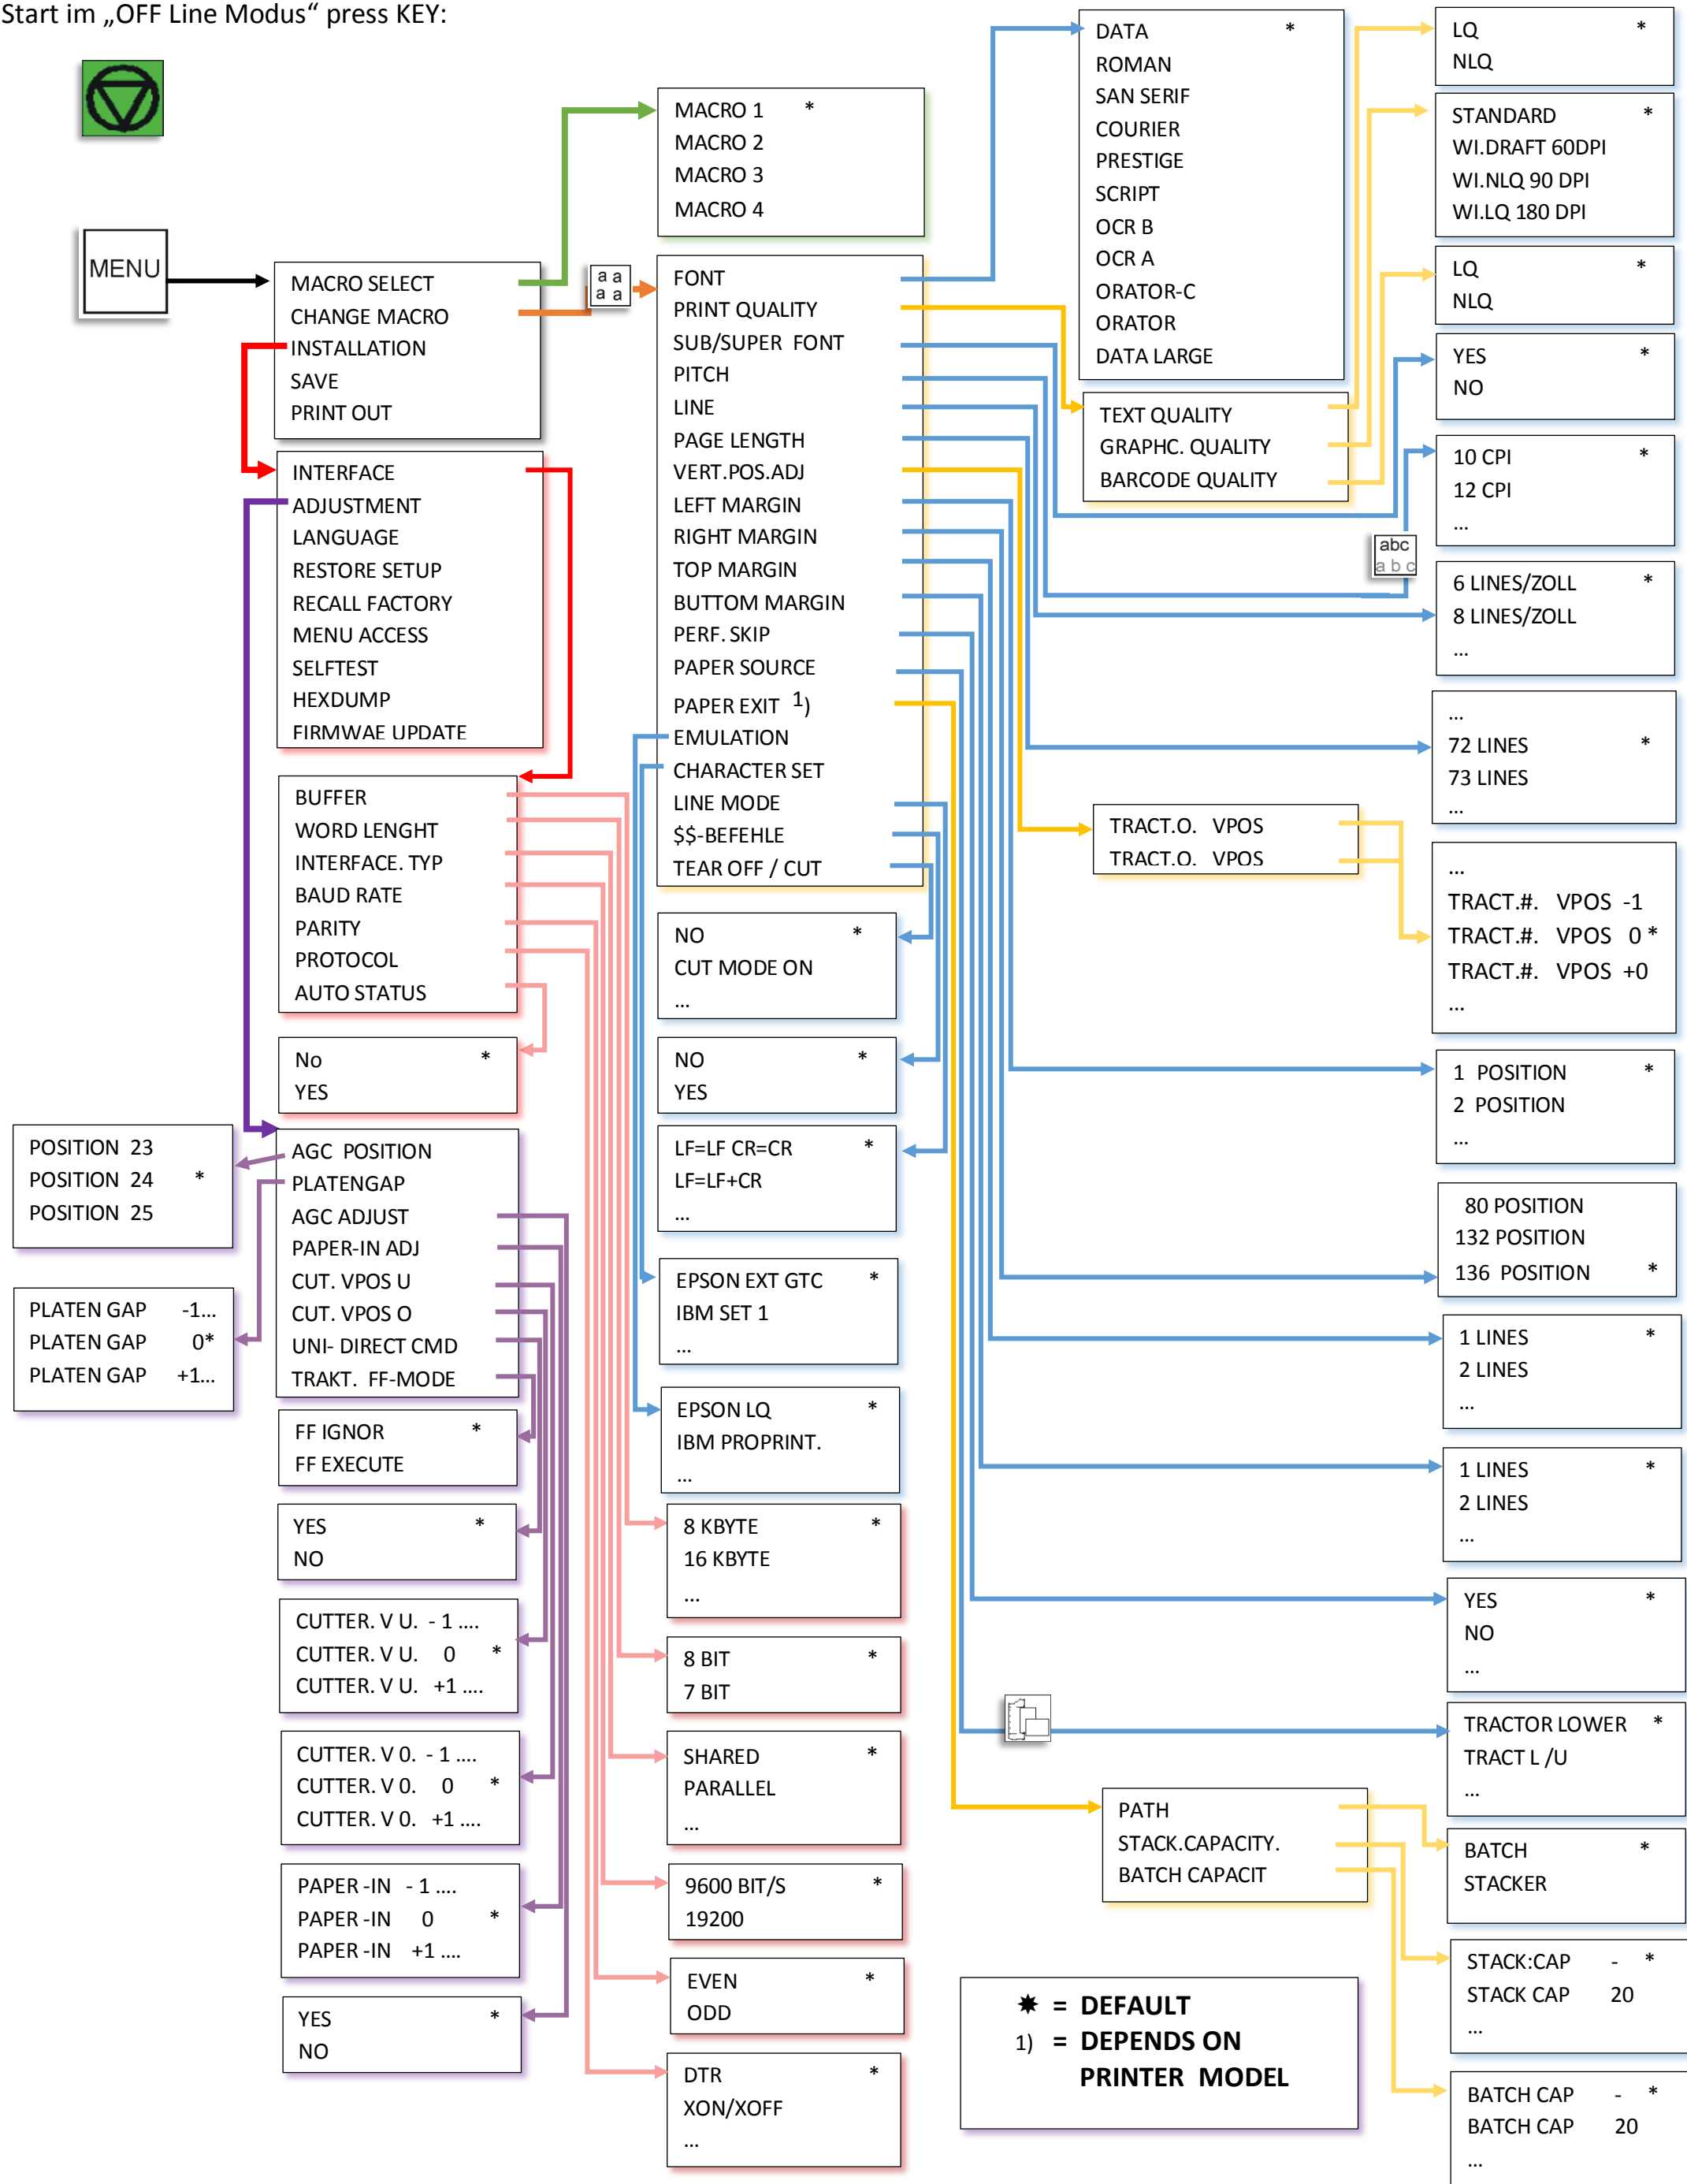 Start im „OFF Line Modus“ press KEY:
MENU
MACRO SELECT
CHANGE MACRO
INSTALLATION
SAVE
PRINT OUT
INTERFACE
ADJUSTMENT
LANGUAGE
RESTORE SETUP
RECALL FACTORY
MENU ACCESS
SELFTEST
HEXDUMP
FIRMWAE UPDATE
BUFFER
WORD LENGHT
INTERFACE. TYP
BAUD RATE
PARITY
PROTOCOL
AUTO STATUS
No *
YES
POSITION 23
POSITION 24 *
POSITION 25
PLATEN GAP -1...
PLATEN GAP 0*
PLATEN GAP +1...
AGC POSITION
PLATENGAP
AGC ADJUST
PAPER-IN ADJ
CUT. VPOS U
CUT. VPOS O
UNI- DIRECT CMD
TRAKT. FF-MODE
FF IGNOR *
FF EXECUTE
YES *
NO
CUTTER. V U. - 1 ....
CUTTER. V U. 0 *
CUTTER. V U. +1 ....
CUTTER. V 0. - 1 ....
CUTTER. V 0. 0 *
CUTTER. V 0. +1 ....
PAPER -IN - 1 ....
PAPER -IN 0 *
PAPER -IN +1 ....
YES *
NO
MACRO 1 *
MACRO 2
MACRO 3
MACRO 4
a a
a a
FONT
PRINT QUALITY
SUB/SUPER FONT
PITCH
LINE
PAGE LENGTH
VERT.POS.ADJ
LEFT MARGIN
RIGHT MARGIN
TOP MARGIN
BUTTOM MARGIN
PERF. SKIP
PAPER SOURCE
PAPER EXIT 1)
EMULATION
CHARACTER SET
LINE MODE
$$-BEFEHLE
TEAR OFF / CUT
NO *
CUT MODE ON
...
NO *
YES
LF=LF CR=CR *
LF=LF+CR
...
EPSON EXT GTC *
IBM SET 1
...
EPSON LQ *
IBM PROPRINT.
...
8 KBYTE *
16 KBYTE
...
8 BIT *
7 BIT
SHARED *
PARALLEL
...
9600 BIT/S *
19200
EVEN *
ODD
DTR *
XON/XOFF
...
DATA *
ROMAN
SAN SERIF
COURIER
PRESTIGE
SCRIPT
OCR B
OCR A
ORATOR-C
ORATOR
DATA LARGE
TEXT QUALITY
GRAPHC. QUALITY
BARCODE QUALITY
TRACT.O. VPOS
TRACT.O. VPOS
PATH
STACK.CAPACITY.
BATCH CAPACIT
✷ = DEFAULT
1) = DEPENDS ON
PRINTER MODEL
LQ *
NLQ
STANDARD *
WI.DRAFT 60DPI
WI.NLQ 90 DPI
WI.LQ 180 DPI
LQ *
NLQ
YES *
NO
10 CPI *
12 CPI
...
abc
a b c
6 LINES/ZOLL *
8 LINES/ZOLL
...
...
72 LINES *
73 LINES
...
...
TRACT.#. VPOS -1
TRACT.#. VPOS 0 *
TRACT.#. VPOS +0
...
1 POSITION *
2 POSITION
...
80 POSITION
132 POSITION
136 POSITION *
1 LINES *
2 LINES
...
1 LINES *
2 LINES
...
YES *
NO
...
TRACTOR LOWER *
TRACT L /U
...
BATCH *
STACKER
STACK:CAP - *
STACK CAP 20
...
BATCH CAP - *
BATCH CAP 20
...